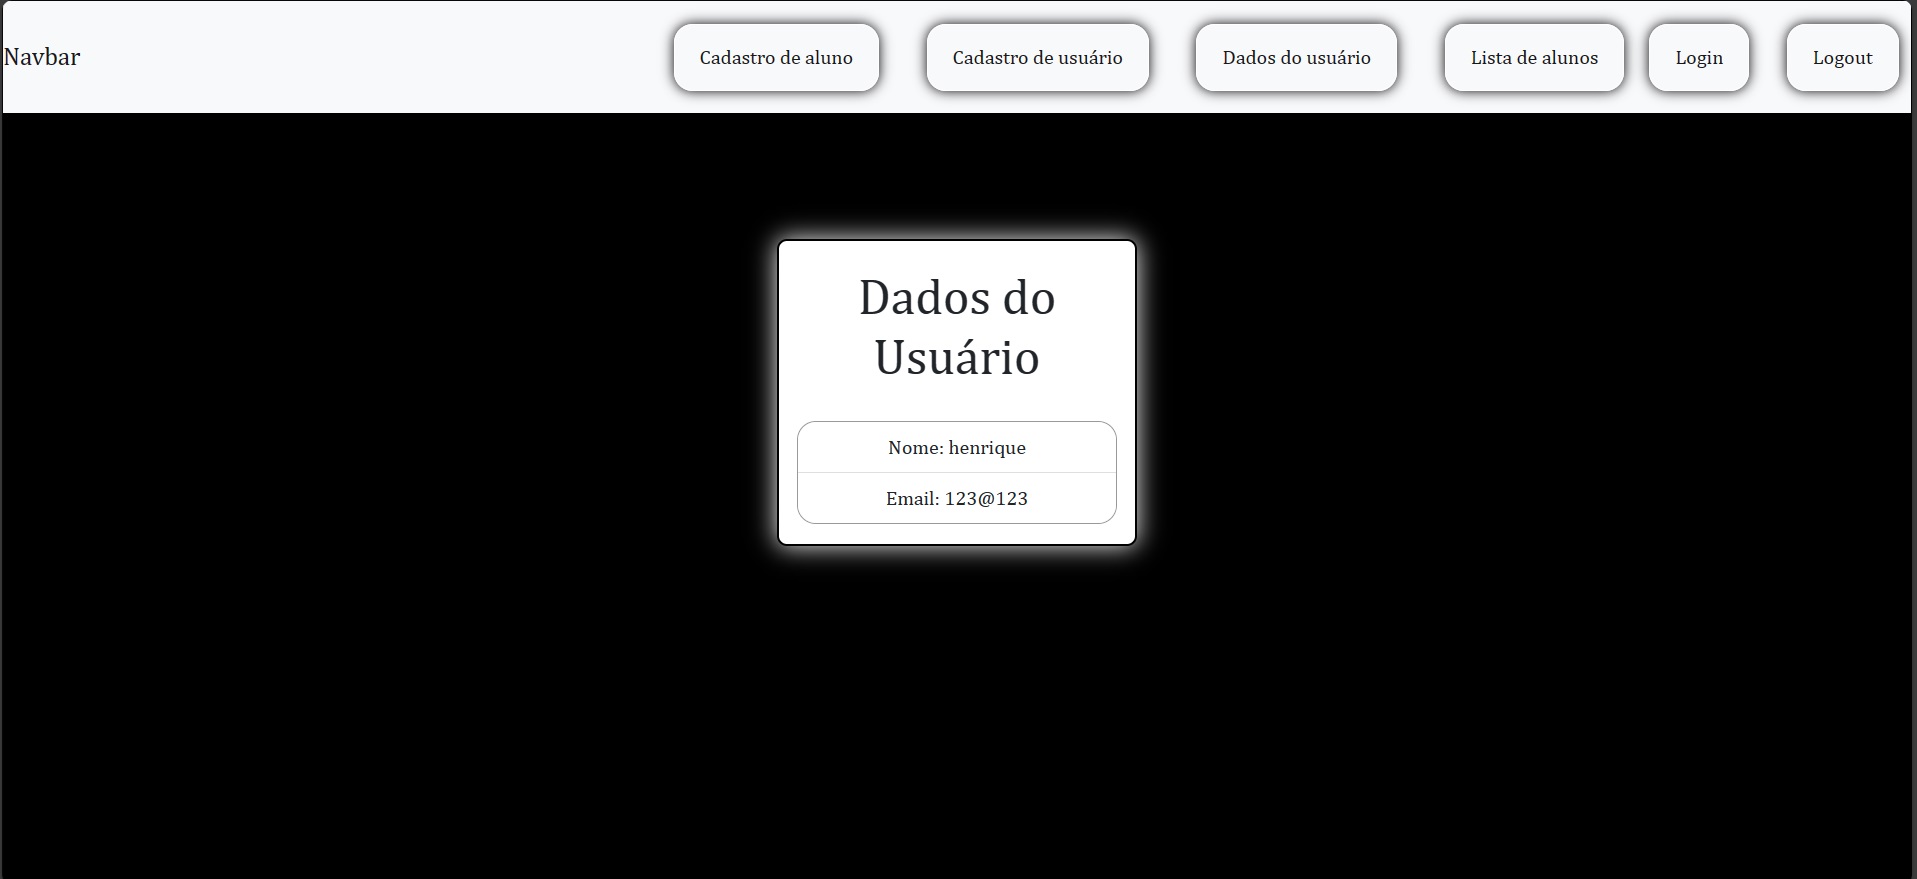 Navbar
Cadastro de aluno
Cadastro de usuário
Dados do usuário
Lista de alunos
Login
Logout
Dados do
Usuário
Nome: henrique
Email: 123@123